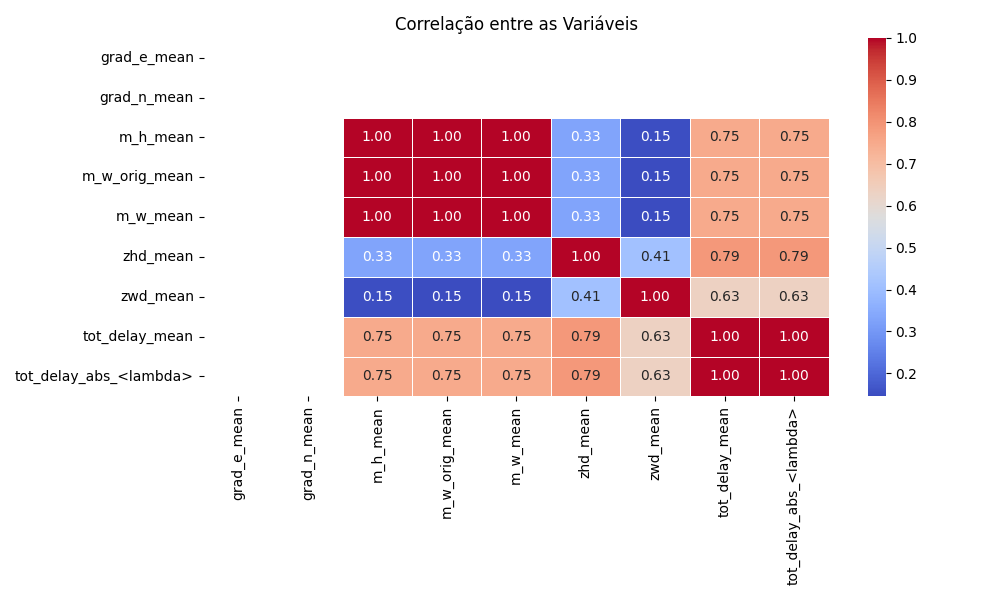 Correlação entre as Variáveis
grad_e_mean
grad_n_mean
m_h_mean 1.00 1.00 1.00 0.33 0.15 0.75 0.75
m_w_orig_mean 1.00 1.00 1.00 0.33 0.15 0.75 0.75
m_w_mean 1.00 1.00 1.00 0.33 0.15 0.75 0.75
zhd_mean 0.33 0.33 0.33 1.00 0.41 0.79 0.79
zwd_mean 0.15 0.15 0.15 0.41 1.00 0.63 0.63
tot_delay_mean 0.75 0.75 0.75 0.79 0.63 1.00 1.00
tot_delay_abs_<lambda> 0.75 0.75 0.75 0.79 0.63 1.00 1.00
grad_e_mean
grad_n_mean
m_h_mean
m_w_orig_mean
m_w_mean
zhd_mean
zwd_mean
tot_delay_mean
tot_delay_abs_<lambda>
1.0
0.9
0.8
0.7
0.6
0.5
0.4
0.3
0.2